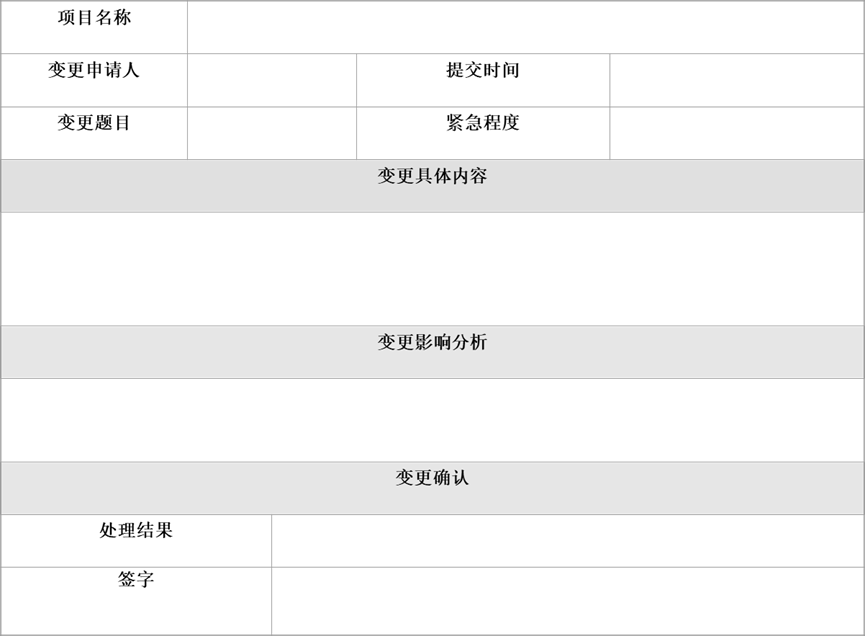 项目名称
变更申请人 提交时间
变更题目 紧急程度
变更具体内容
变更影响分析
变更确认
处理结果
签字